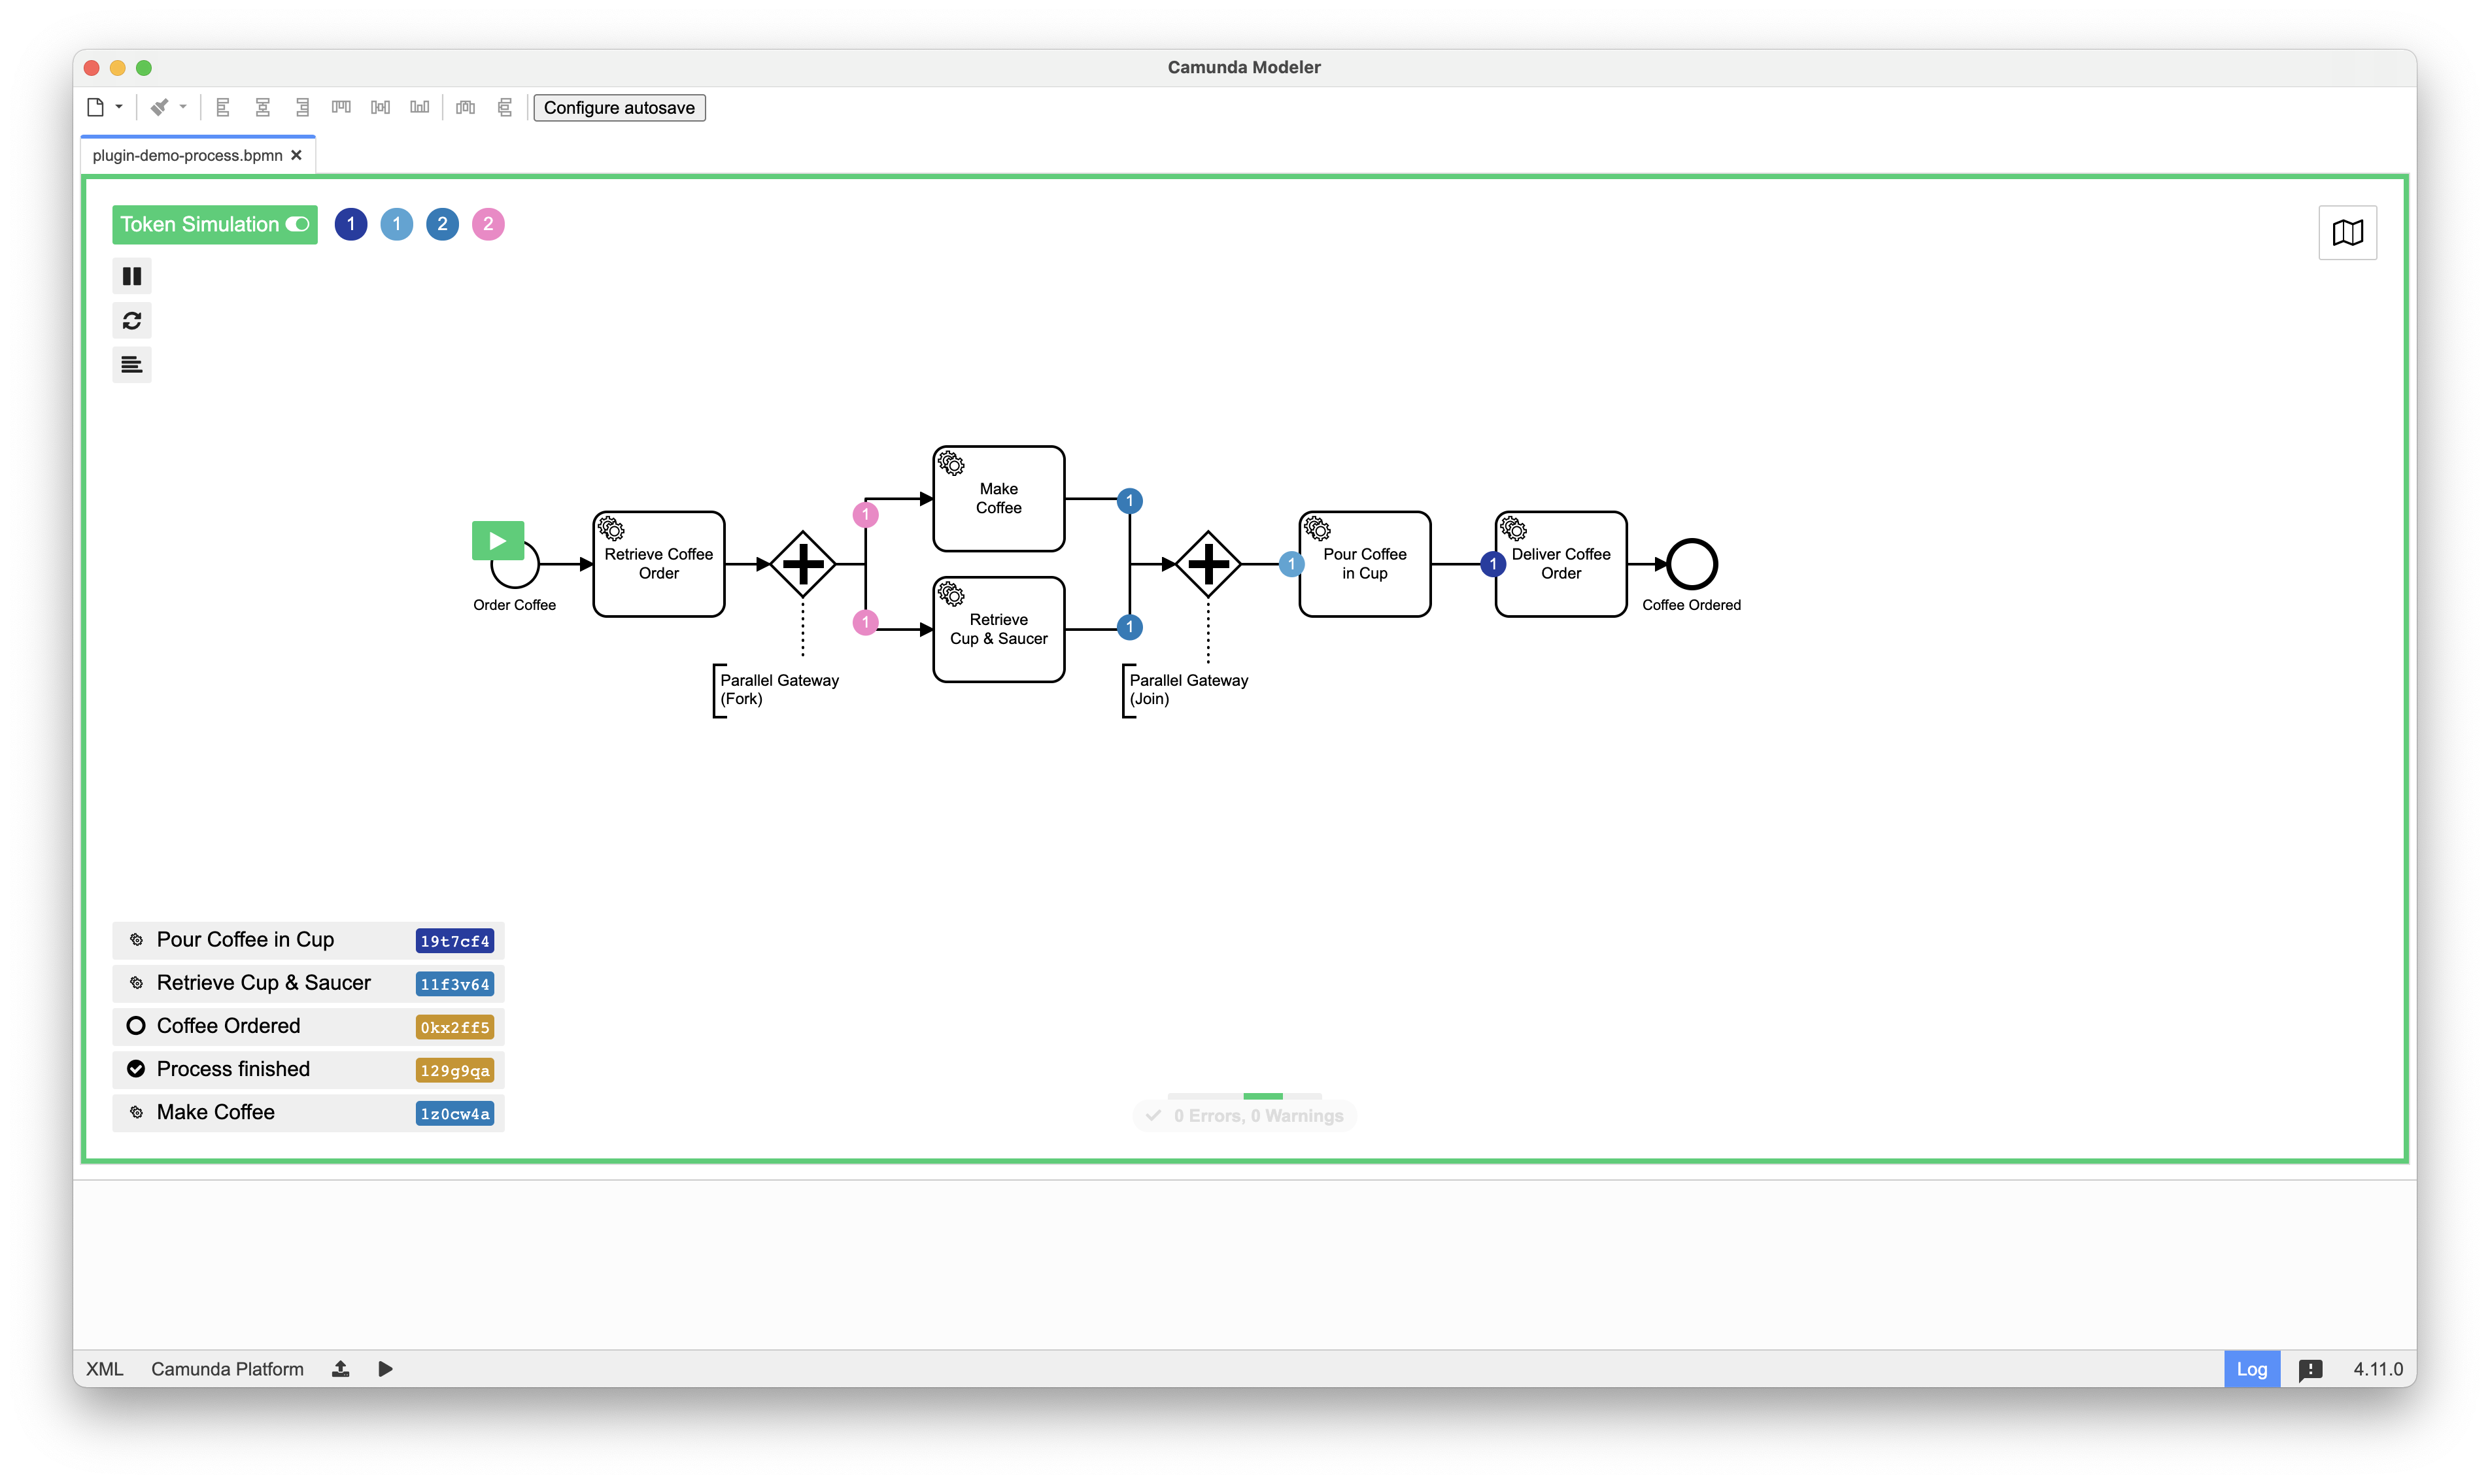 Camunda Modeler
Configure autosave
plugin-demo-process.bpmn
Token Simulation
1 1 2 2
Make
Coffee
1
1
Retrieve Coffee
Order
1
Pour Coffee
in Cup
1
Deliver Coffee
Order
Order Coffee
Coffee Ordered
1
Retrieve
Cup & Saucer
1
Parallel Gateway
(Fork)
Parallel Gateway
(Join)
Pour Coffee in Cup 19t7cf4
Retrieve Cup & Saucer 11f3v64
Coffee Ordered 0kx2ff5
Process finished 129g9qa
Make Coffee 1z0cw4a
0 Errors, 0 Warnings
XML Camunda Platform Log 4.11.0